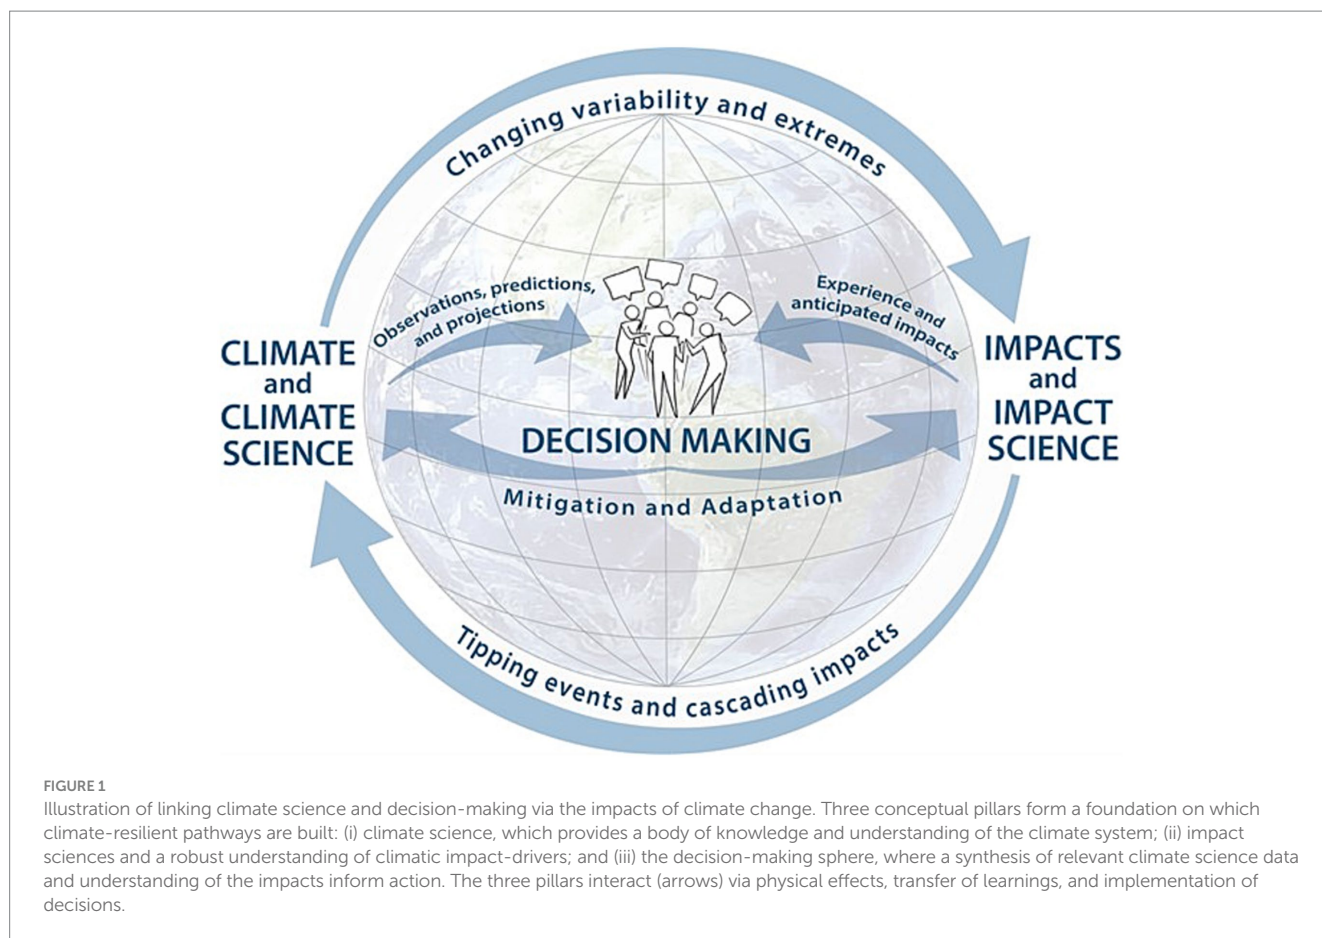 Changing variability and extremes
Observations, predictions,
and projections
Experience and
anticipated impacts
CLIMATE
and
CLIMATE
SCIENCE
IMPACTS
and
IMPACT
SCIENCE
DECISION MAKING
Mitigation and Adaptation
Tipping events and cascading impacts
FIGURE 1
Illustration of linking climate science and decision-making via the impacts of climate change. Three conceptual pillars form a foundation on which
climate-resilient pathways are built: (i) climate science, which provides a body of knowledge and understanding of the climate system; (ii) impact
sciences and a robust understanding of climatic impact-drivers; and (iii) the decision-making sphere, where a synthesis of relevant climate science data
and understanding of the impacts inform action. The three pillars interact (arrows) via physical effects, transfer of learnings, and implementation of
decisions.